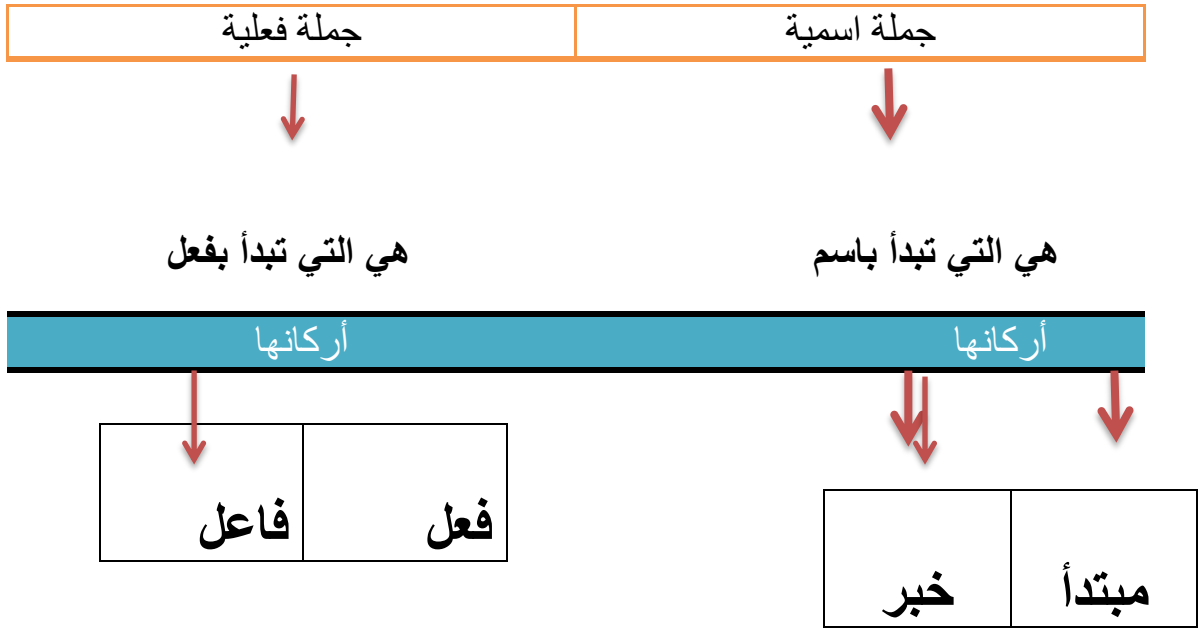 جملة اسمية
جملة فعلية
هي التي تبدأ باسم
هي التي تبدأ بفعل
أركانها
أركانها
مبتدأ
خبر
فعل
فاعل